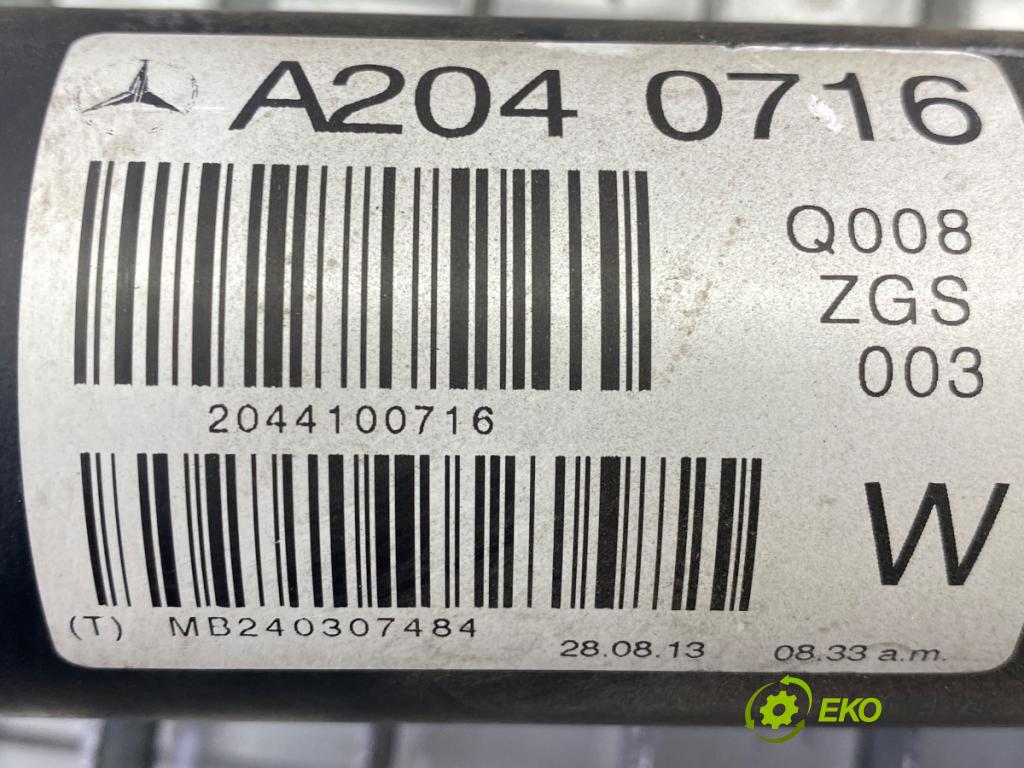 A204 0716
Q008
ZGS
003
2044100716
W
(T) MB240307484
28.08.13 08.33 a.m.
EKO